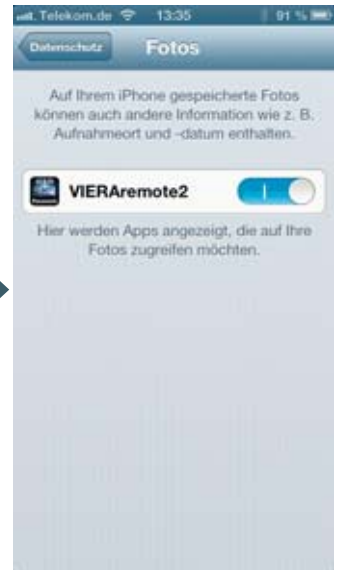 Telekom.de 13:35 91 %
Datenschutz Fotos
Auf Ihrem iPhone gespeicherte Fotos
können auch andere Information wie z. B.
Aufnahmeort und -datum enthalten.
VIERAremote2
Hier werden Apps angezeigt, die auf Ihre
Fotos zugreifen möchten.